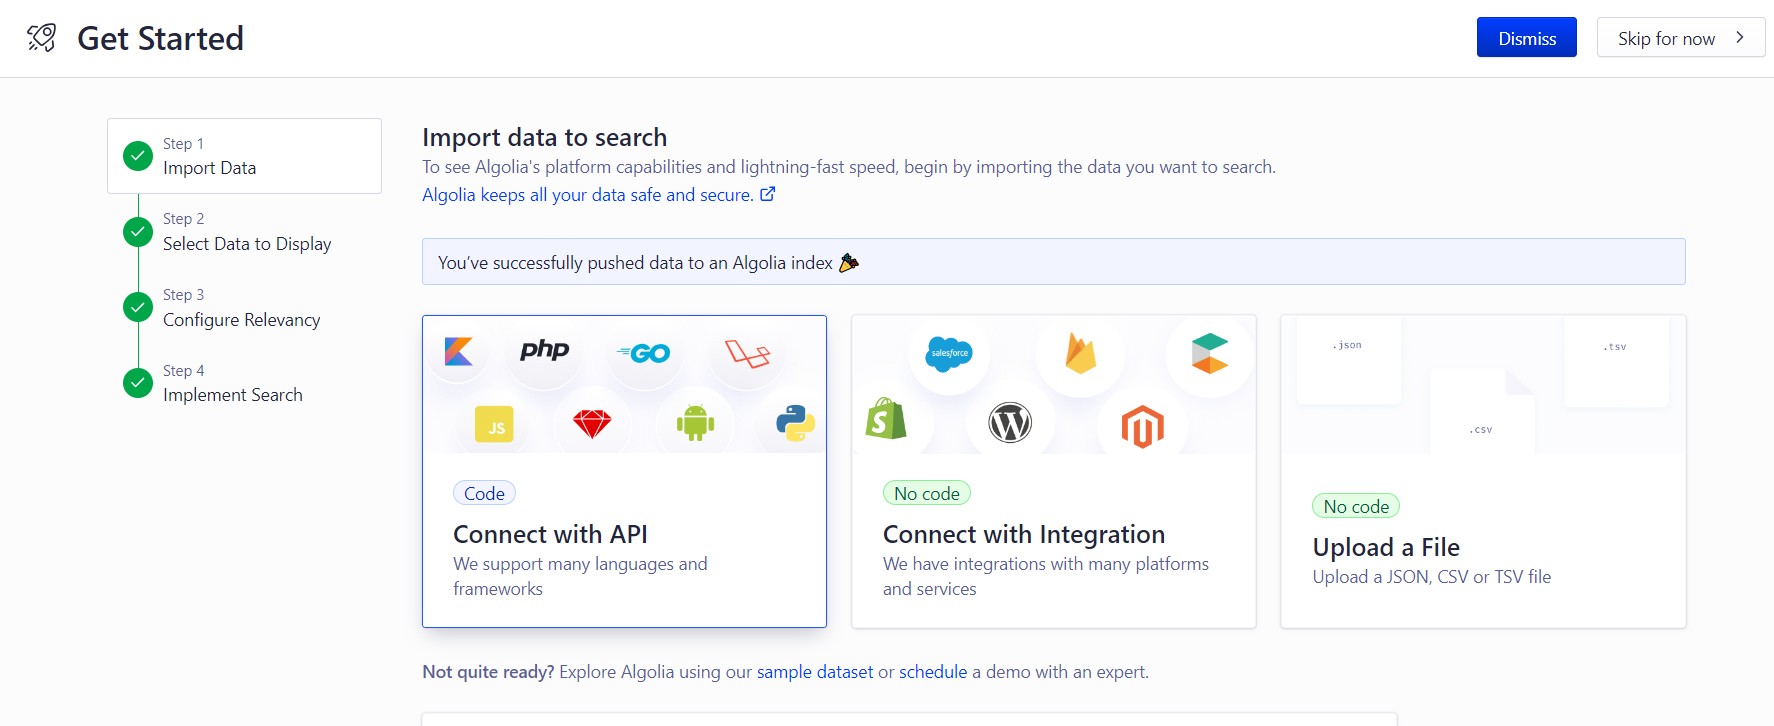 Get Started
Dismiss
Skip for now
Step 1
Import Data
Step 2
Select Data to Display
Step 3
Configure Relevancy
Step 4
Implement Search
Import data to search
To see Algolia's platform capabilities and lightning-fast speed, begin by importing the data you want to search.
Algolia keeps all your data safe and secure.
You’ve successfully pushed data to an Algolia index
php
GO
JS
Code
Connect with API
We support many languages and
frameworks
salesforce
No code
Connect with Integration
We have integrations with many platforms
and services
.json
.tsv
.csv
No code
Upload a File
Upload a JSON, CSV or TSV file
Not quite ready? Explore Algolia using our sample dataset or schedule a demo with an expert.